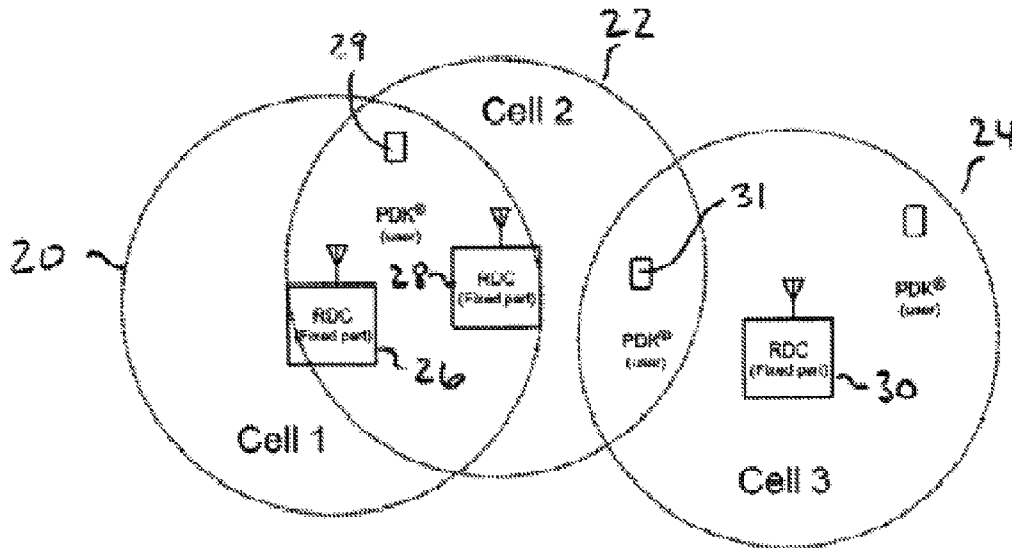 29
22
Cell 2
24
PDK®
(user)
31
20
28
RDC
(Fixed part)
RDC
(Fixed part)
26
PDK®
(user)
PDK®
(user)
RDC
(Fixed part)
30
Cell 1
Cell 3